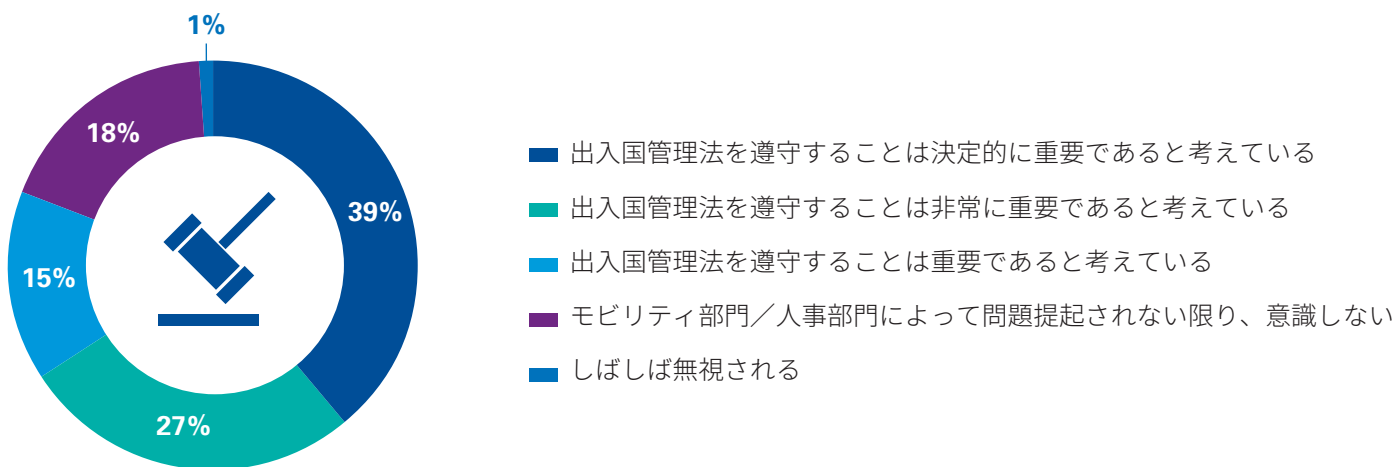 1%
18%
39%
15%
27%
出入国管理法を遵守することは決定的に重要であると考えている
出入国管理法を遵守することは非常に重要であると考えている
出入国管理法を遵守することは重要であると考えている
モビリティ部門／人事部門によって問題提起されない限り、意識しない
しばしば無視される